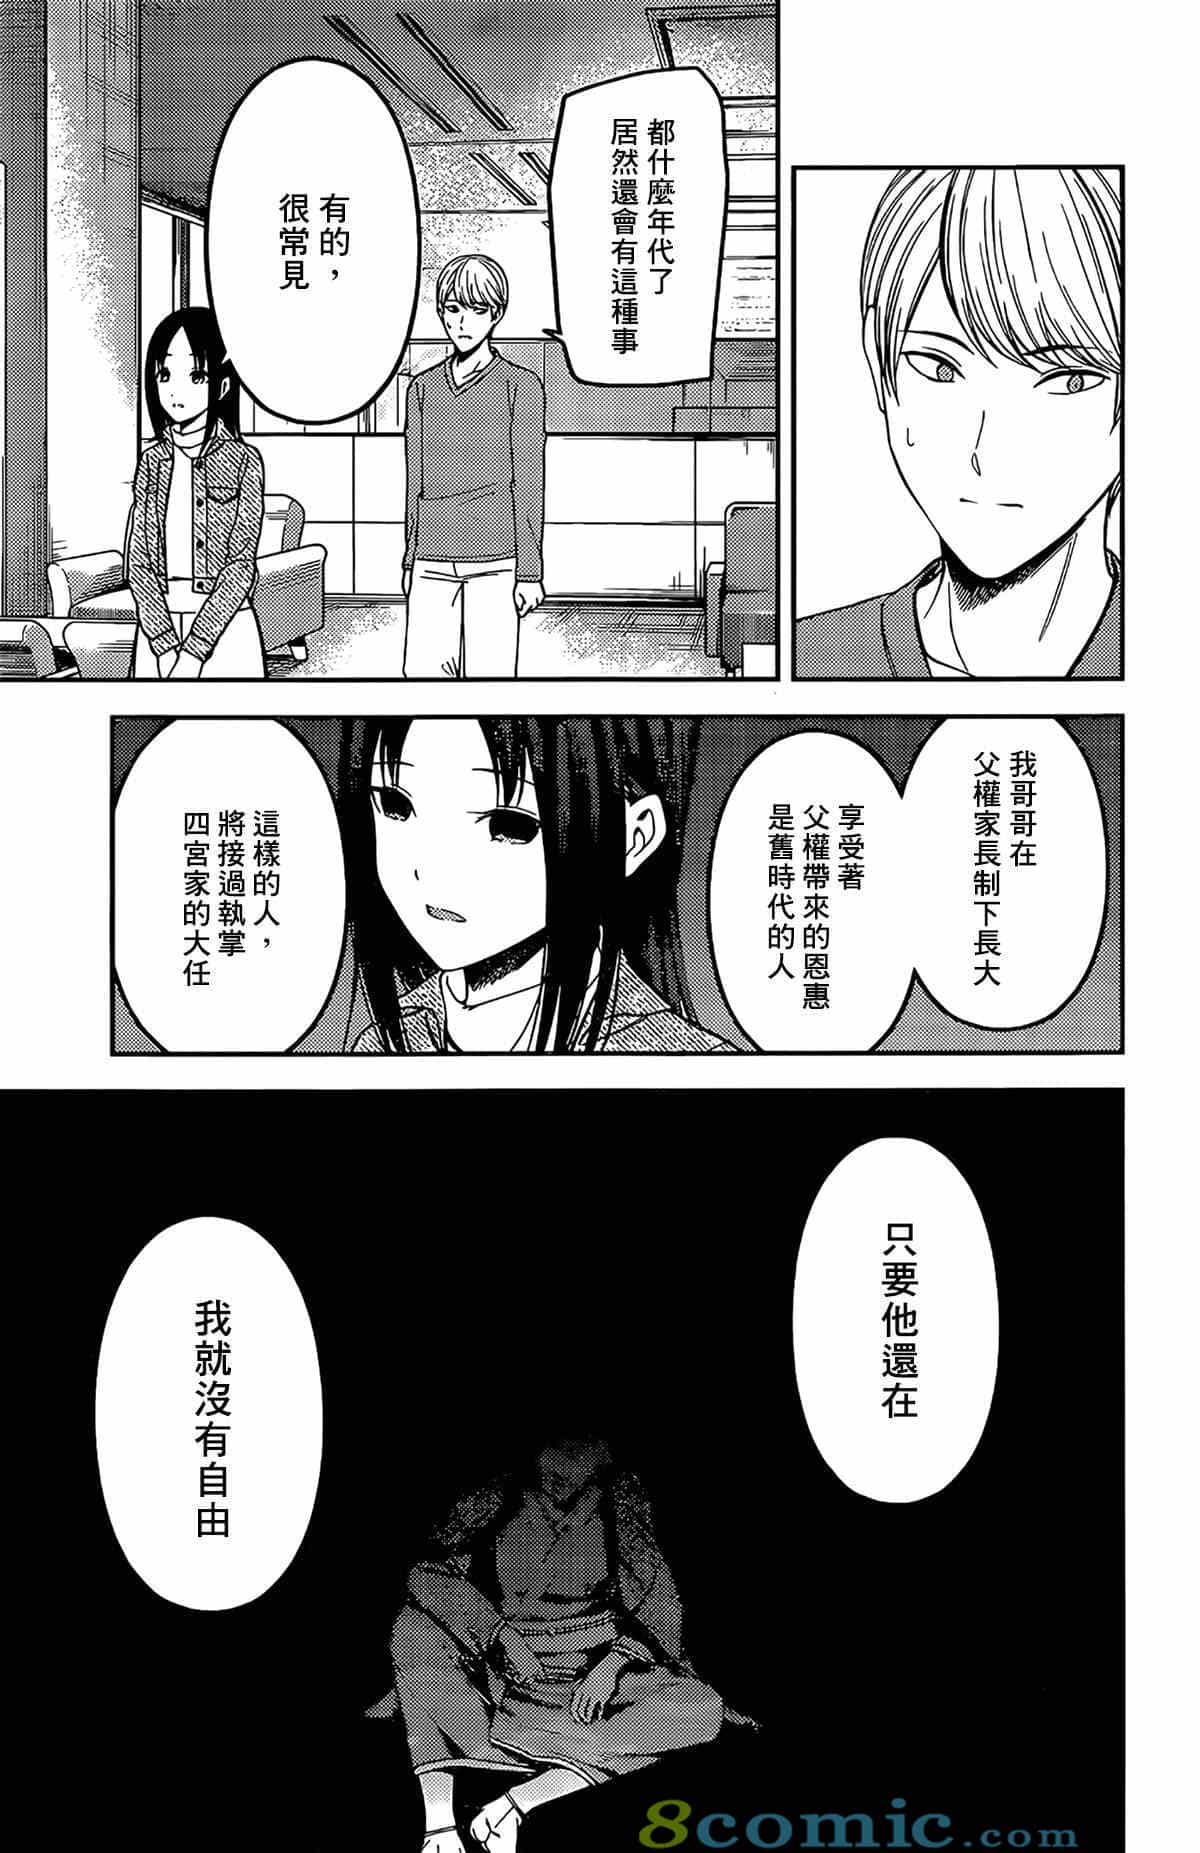 都什麼年代了
居然還會有這種事
有的，
很常見
我哥哥在
父權家長制下長大
享受著
父權帶來的恩惠
是舊時代的人
這樣的人，
將接過執掌
四宮家的大任
只要他還在
我就沒有自由
8comic.com